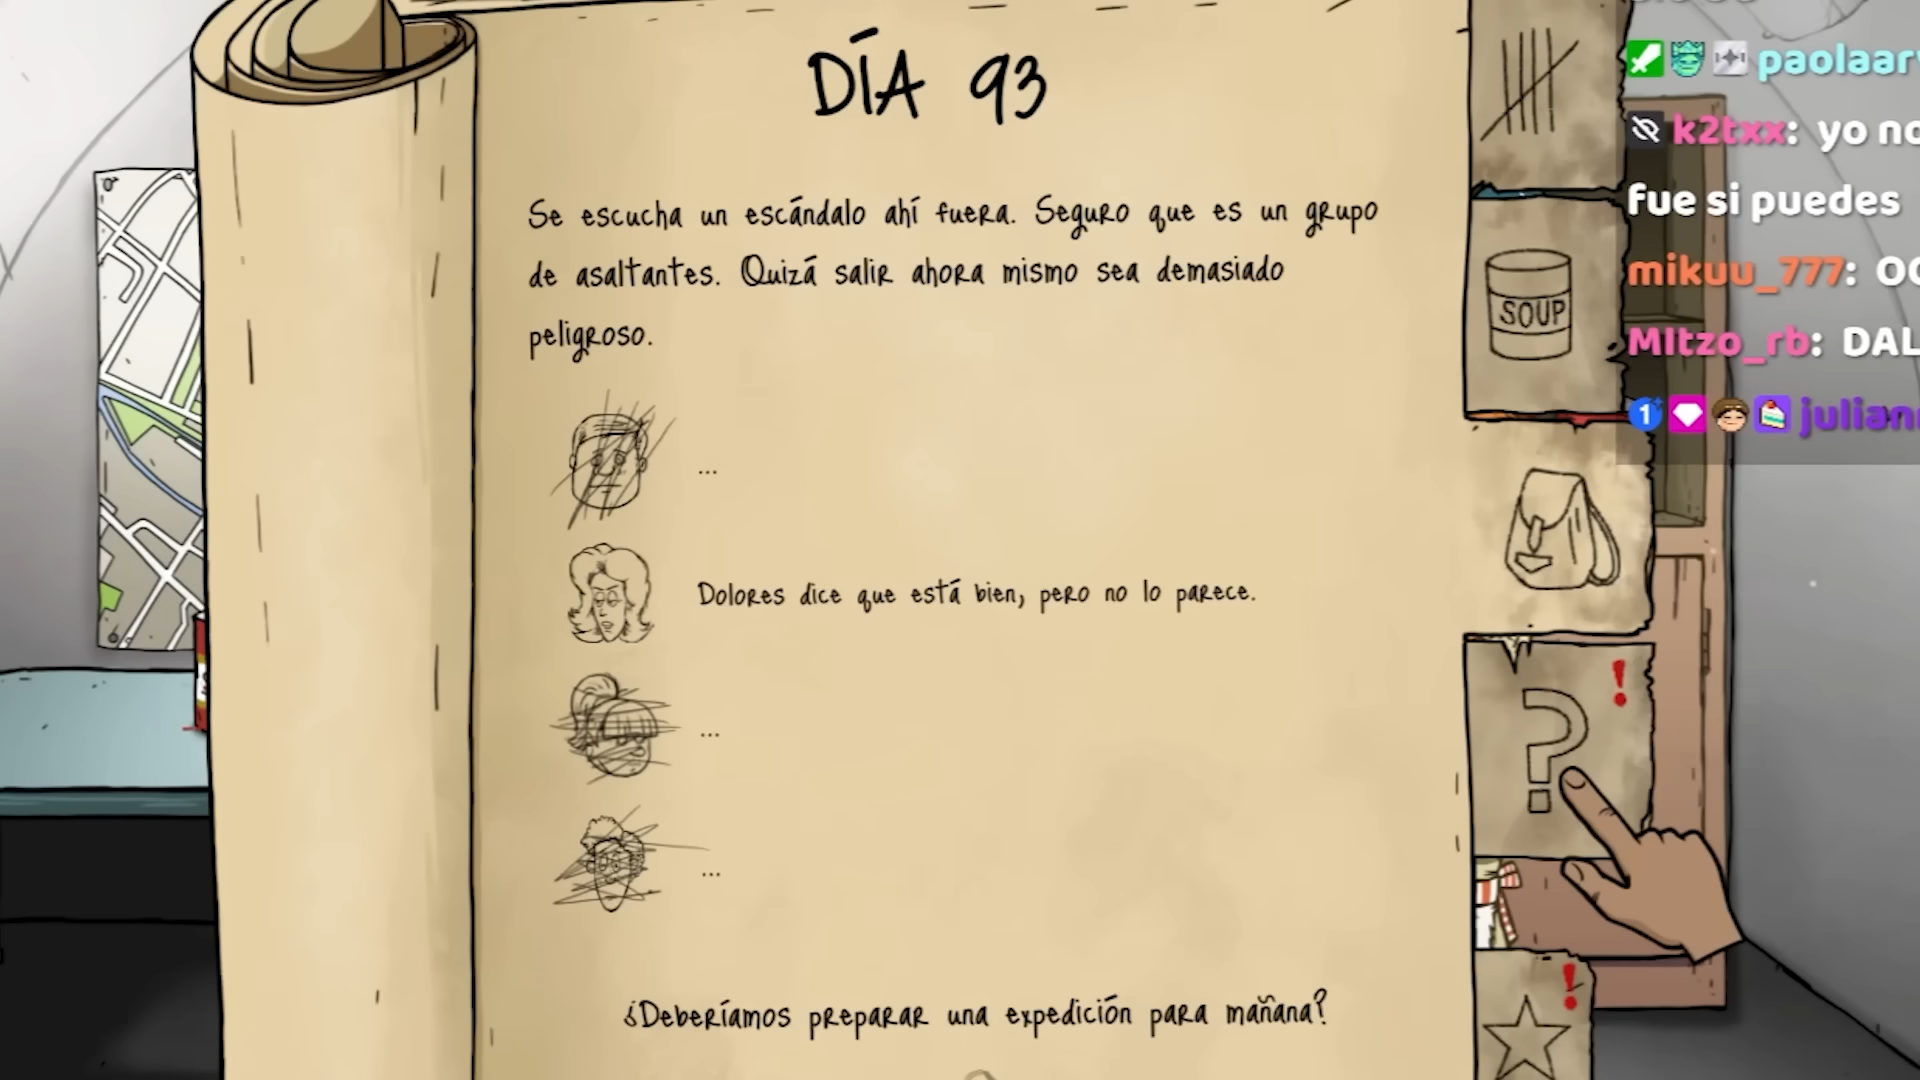 DÍA 93
Se escucha un escándalo ahí fuera. Seguro que es un grupo
de asaltantes. Quizá salir ahora mismo sea demasiado
peligroso.
...
Dolores dice que está bien, pero no lo parece.
...
...
¿Deberíamos preparar una expedición para mañana?
SOUP
?
!
!
paolaar
k2txx: yo no
fue si puedes
mikuu_777: OO
MItzo_rb: DAL
1 julian